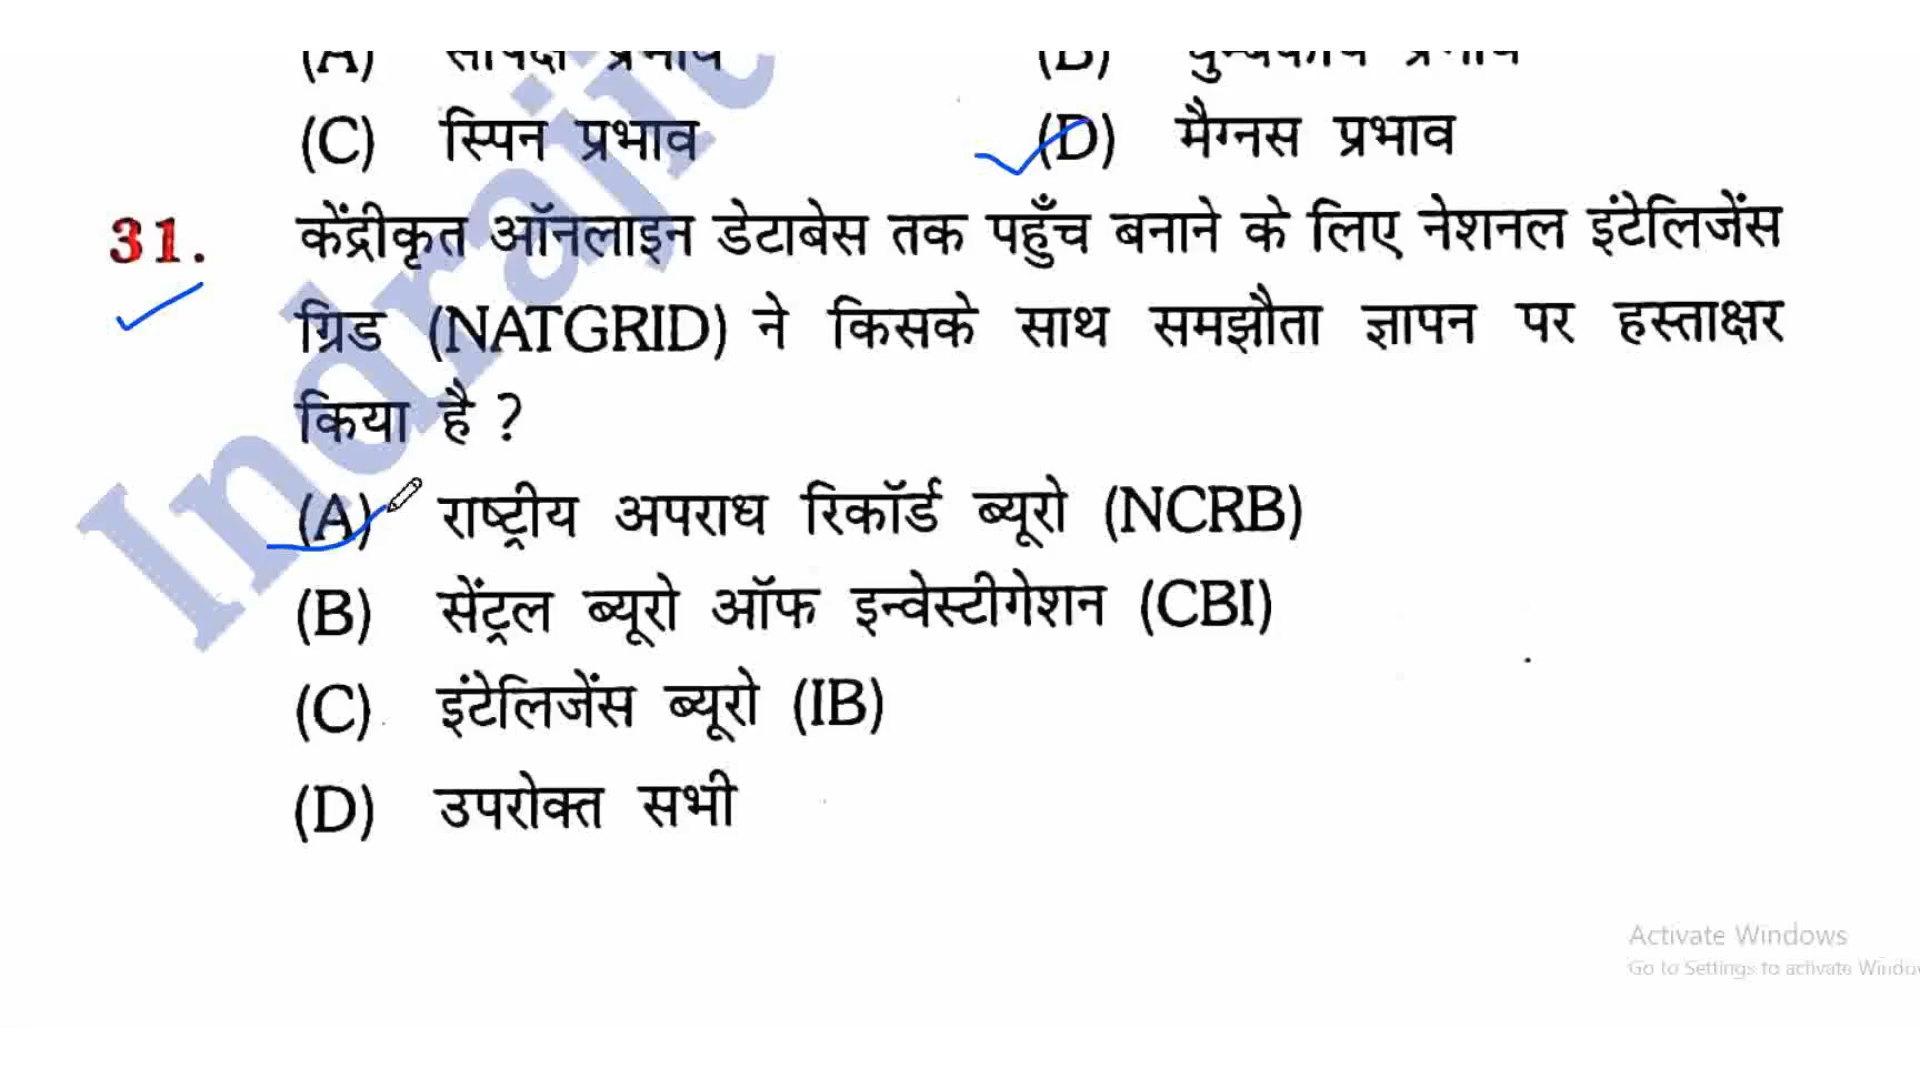 (C) स्पिन प्रभाव (D) मैग्नस प्रभाव
31. केंद्रीकृत ऑनलाइन डेटाबेस तक पहुँच बनाने के लिए नेशनल इंटेलिजेंस
ग्रिड (NATGRID) ने किसके साथ समझौता ज्ञापन पर हस्ताक्षर
किया है ?
(A) राष्ट्रीय अपराध रिकॉर्ड ब्यूरो (NCRB)
(B) सेंट्रल ब्यूरो ऑफ इन्वेस्टीगेशन (CBI)
(C) इंटेलिजेंस ब्यूरो (IB)
(D) उपरोक्त सभी
Indrajit
Activate Windows
Go to Settings to activate